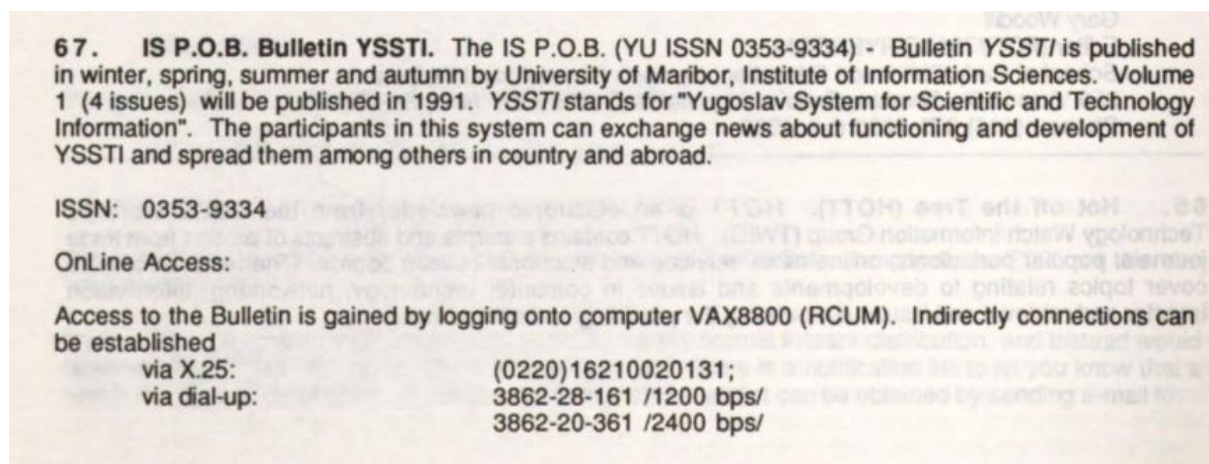 67. IS P.O.B. Bulletin YSSTI. The IS P.O.B. (YU ISSN 0353-9334) - Bulletin YSSTI is published
in winter, spring, summer and autumn by University of Maribor, Institute of Information Sciences. Volume
1 (4 issues) will be published in 1991. YSSTI stands for "Yugoslav System for Scientific and Technology
Information". The participants in this system can exchange news about functioning and development of
YSSTI and spread them among others in country and abroad.
ISSN: 0353-9334
OnLine Access:
Access to the Bulletin is gained by logging onto computer VAX8800 (RCUM). Indirectly connections can
be established
via X.25: (0220)16210020131;
via dial-up: 3862-28-161 /1200 bps/
3862-20-361 /2400 bps/